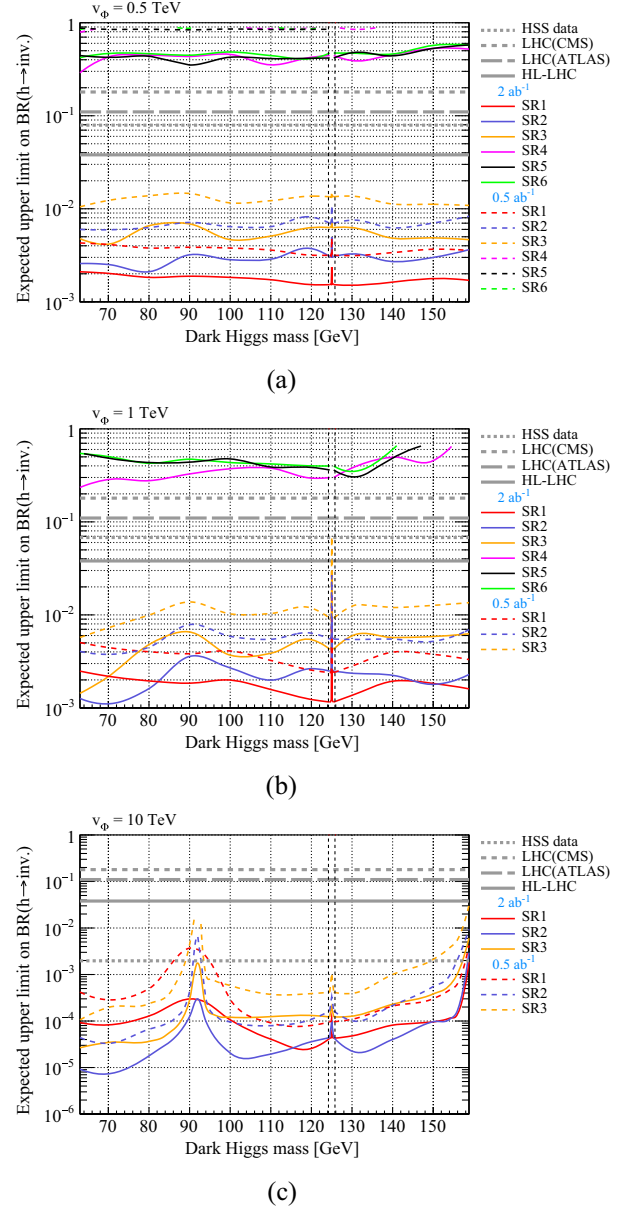 v_Φ = 0.5 TeV
Expected upper limit on BR(h→inv.)
1
10⁻¹
10⁻²
10⁻³
70 80 90 100 110 120 130 140 150
Dark Higgs mass [GeV]
HSS data
LHC(CMS)
LHC(ATLAS)
HL-LHC
2 ab⁻¹
SR1
SR2
SR3
SR4
SR5
SR6
0.5 ab⁻¹
SR1
SR2
SR3
SR4
SR5
SR6
(a)
v_Φ = 1 TeV
Expected upper limit on BR(h→inv.)
1
10⁻¹
10⁻²
10⁻³
70 80 90 100 110 120 130 140 150
Dark Higgs mass [GeV]
HSS data
LHC(CMS)
LHC(ATLAS)
HL-LHC
2 ab⁻¹
SR1
SR2
SR3
SR4
SR5
SR6
0.5 ab⁻¹
SR1
SR2
SR3
(b)
v_Φ = 10 TeV
Expected upper limit on BR(h→inv.)
1
10⁻¹
10⁻²
10⁻³
10⁻⁴
10⁻⁵
10⁻⁶
70 80 90 100 110 120 130 140 150
Dark Higgs mass [GeV]
HSS data
LHC(CMS)
LHC(ATLAS)
HL-LHC
2 ab⁻¹
SR1
SR2
SR3
0.5 ab⁻¹
SR1
SR2
SR3
(c)